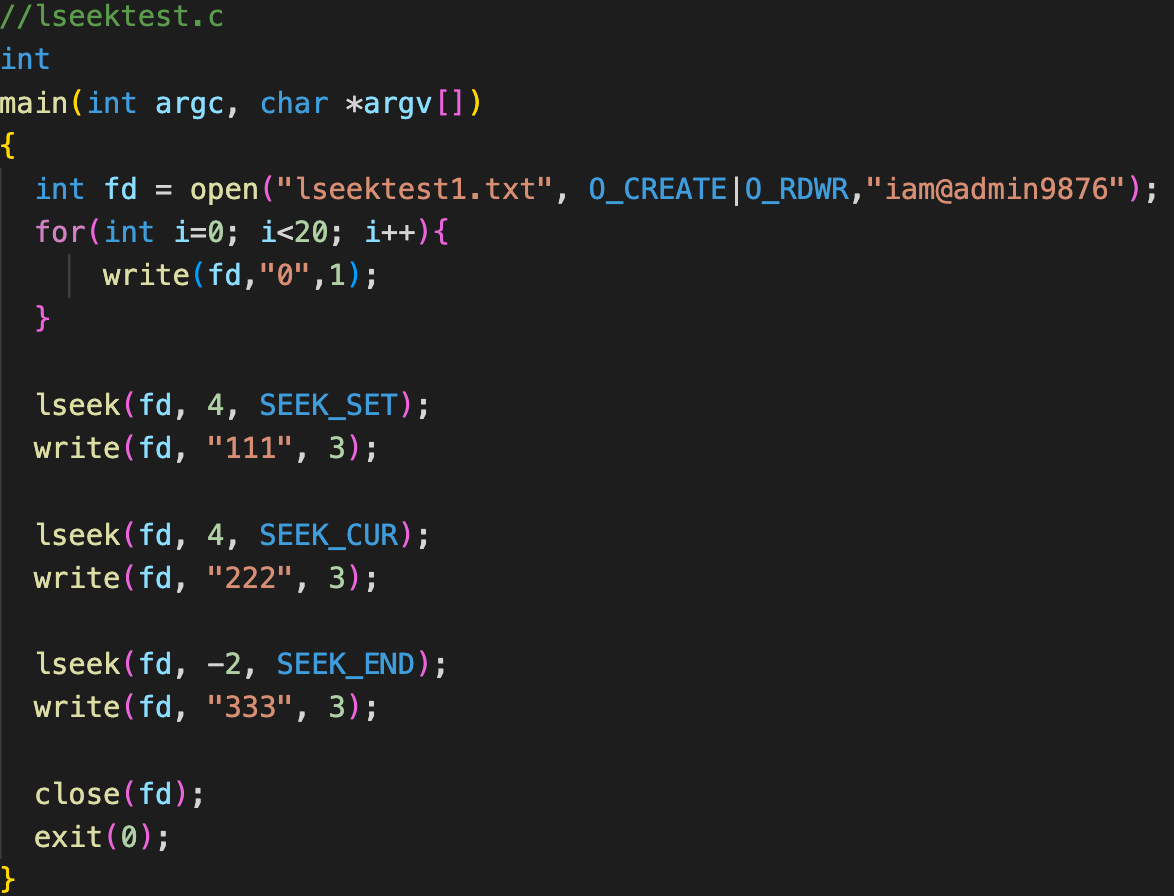 //lseektest.c
int
main(int argc, char *argv[])
{
  int fd = open("lseektest1.txt", O_CREATE|O_RDWR,"iam@admin9876");
  for(int i=0; i<20; i++){
      write(fd,"0",1);
  }

  lseek(fd, 4, SEEK_SET);
  write(fd, "111", 3);

  lseek(fd, 4, SEEK_CUR);
  write(fd, "222", 3);

  lseek(fd, -2, SEEK_END);
  write(fd, "333", 3);

  close(fd);
  exit(0);
}